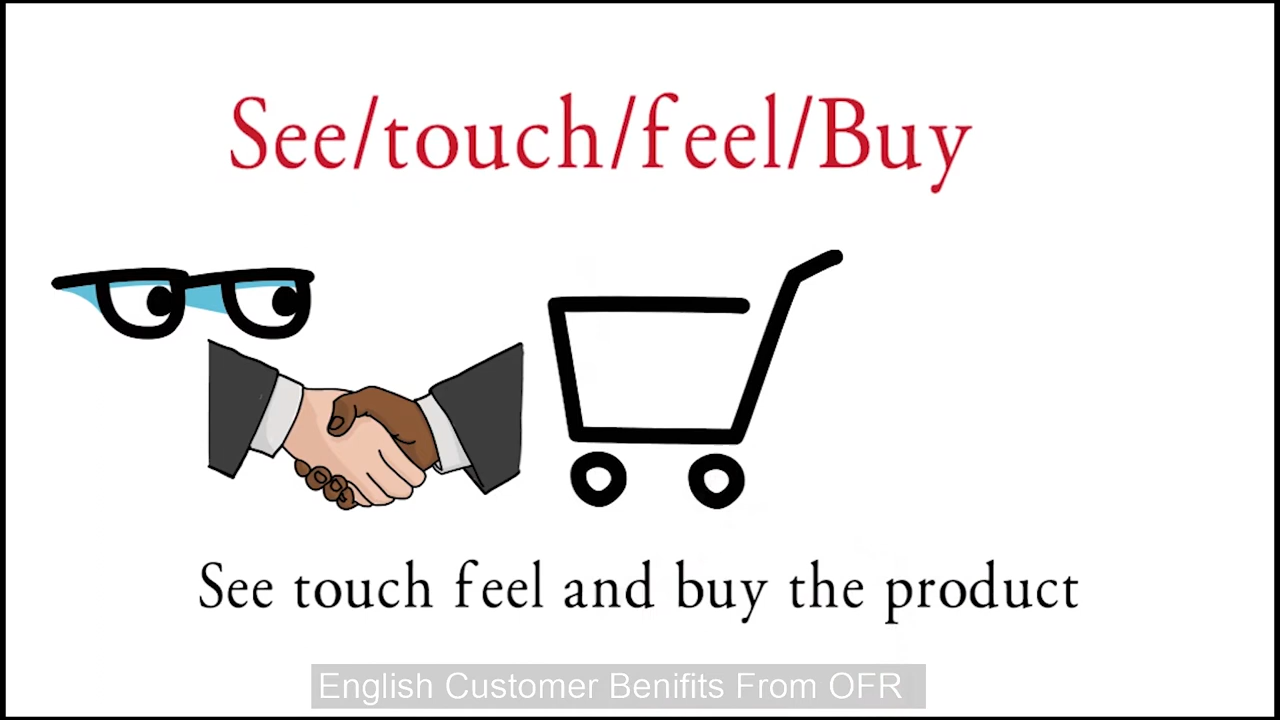 See/touch/feel/Buy
See touch feel and buy the product
English Customer Benifits From OFR